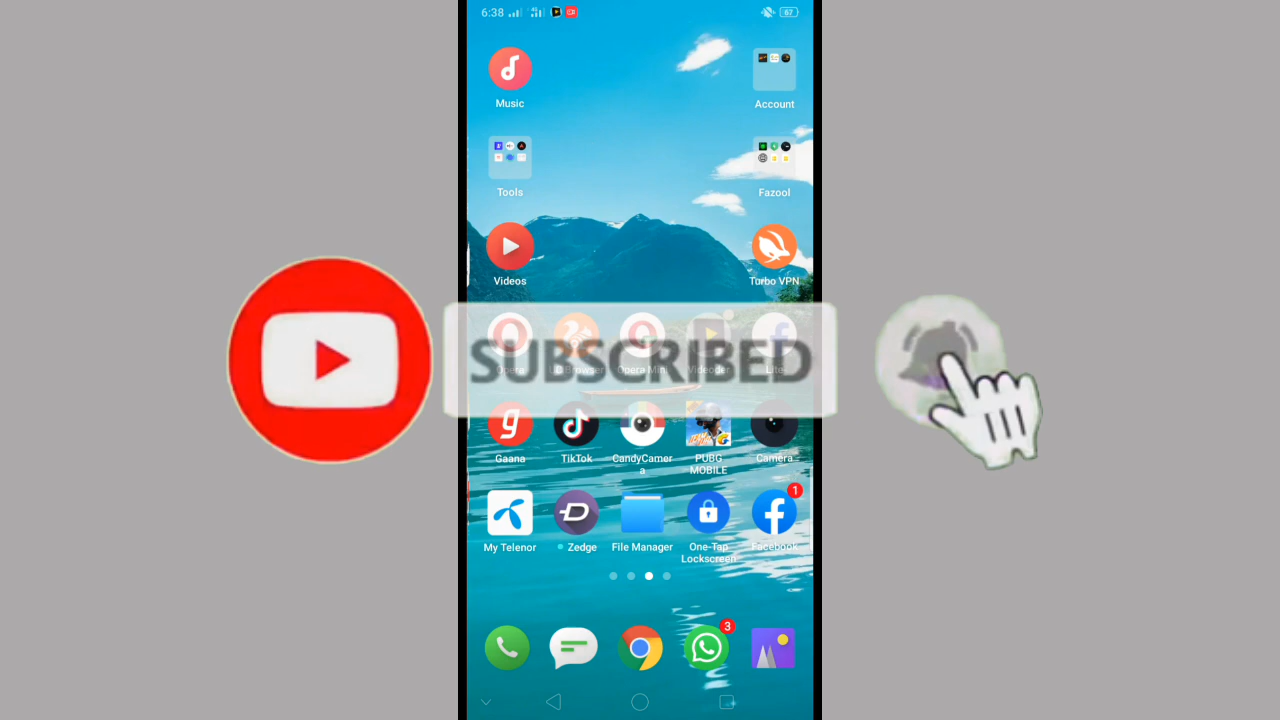 6:38
67
Music
Account
Tools
Fazool
Videos
Turbo VPN
Opera
UC Browser
Opera Mini
Videoder
Lite
SUBSCRIBED
Gaana
TikTok
CandyCamer
a
PUBG
MOBILE
Camera
1
My Telenor
Zedge
File Manager
One-Tap
Lockscreen
Facebook
3